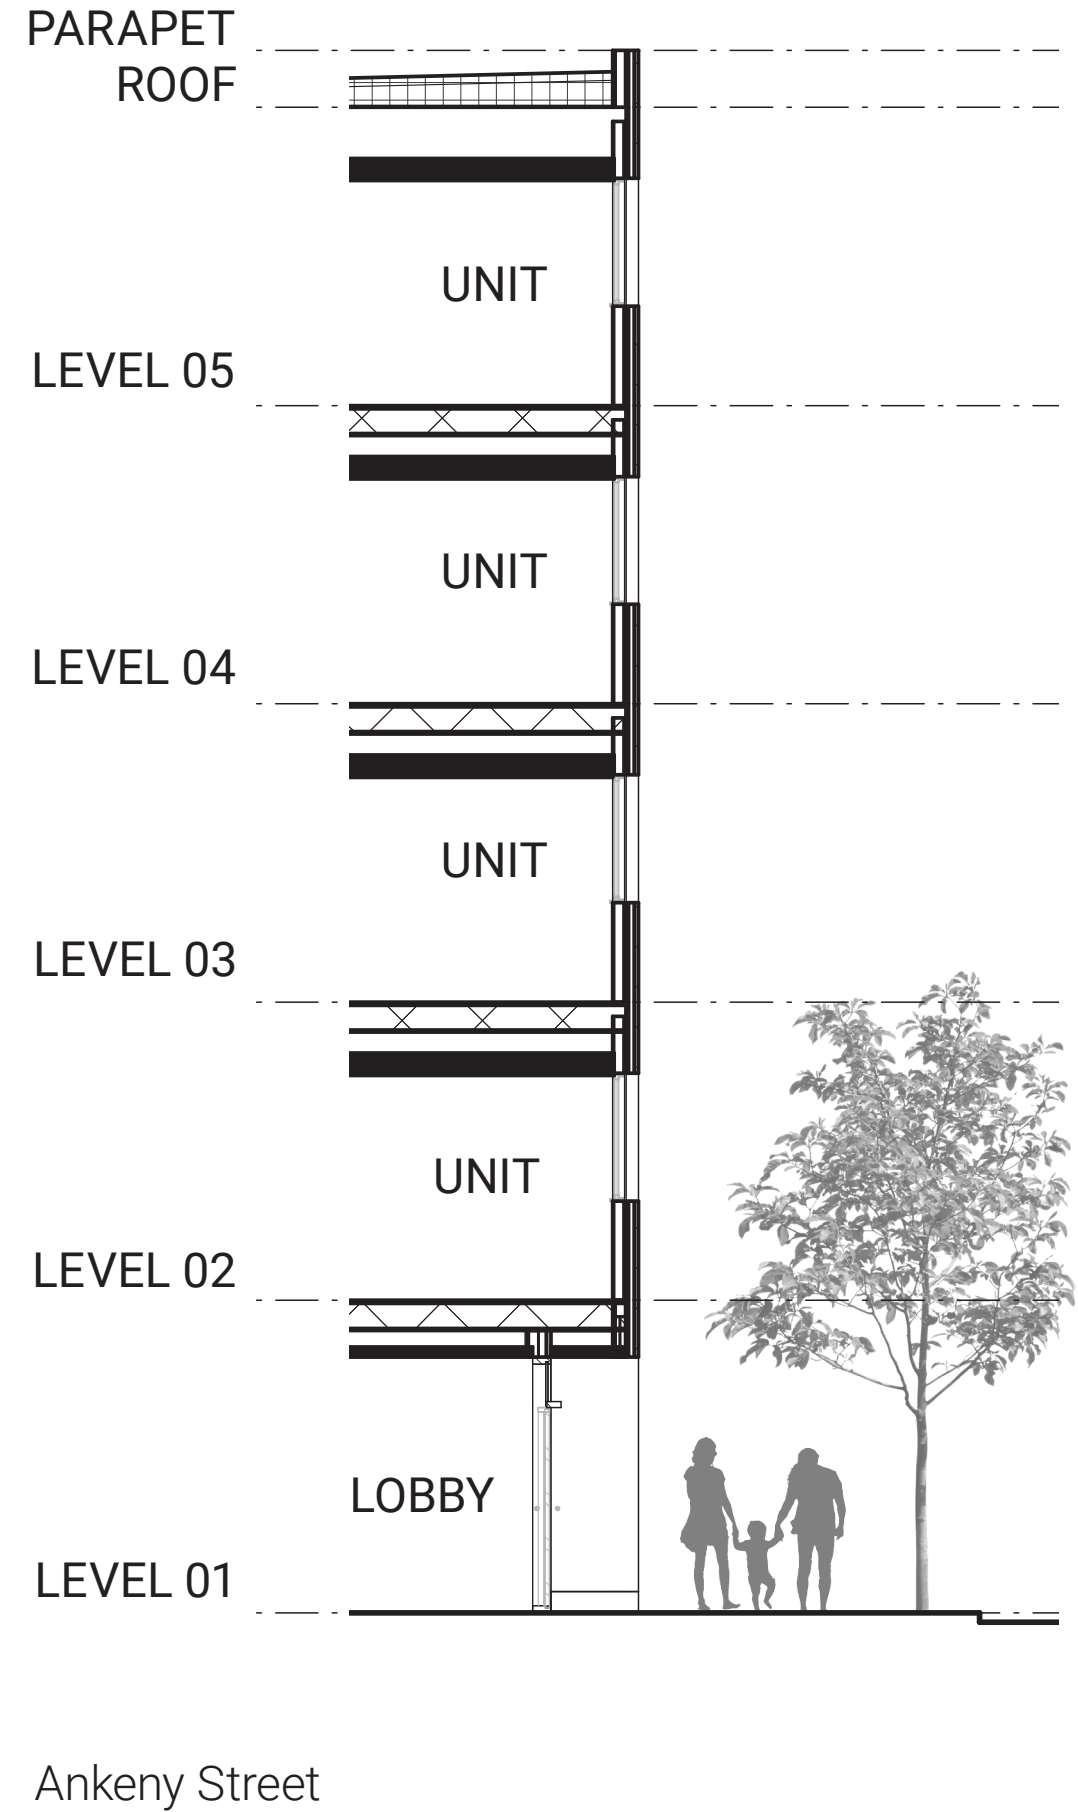 PARAPET
ROOF
UNIT
LEVEL 05
UNIT
LEVEL 04
UNIT
LEVEL 03
UNIT
LEVEL 02
LOBBY
LEVEL 01
Ankeny Street